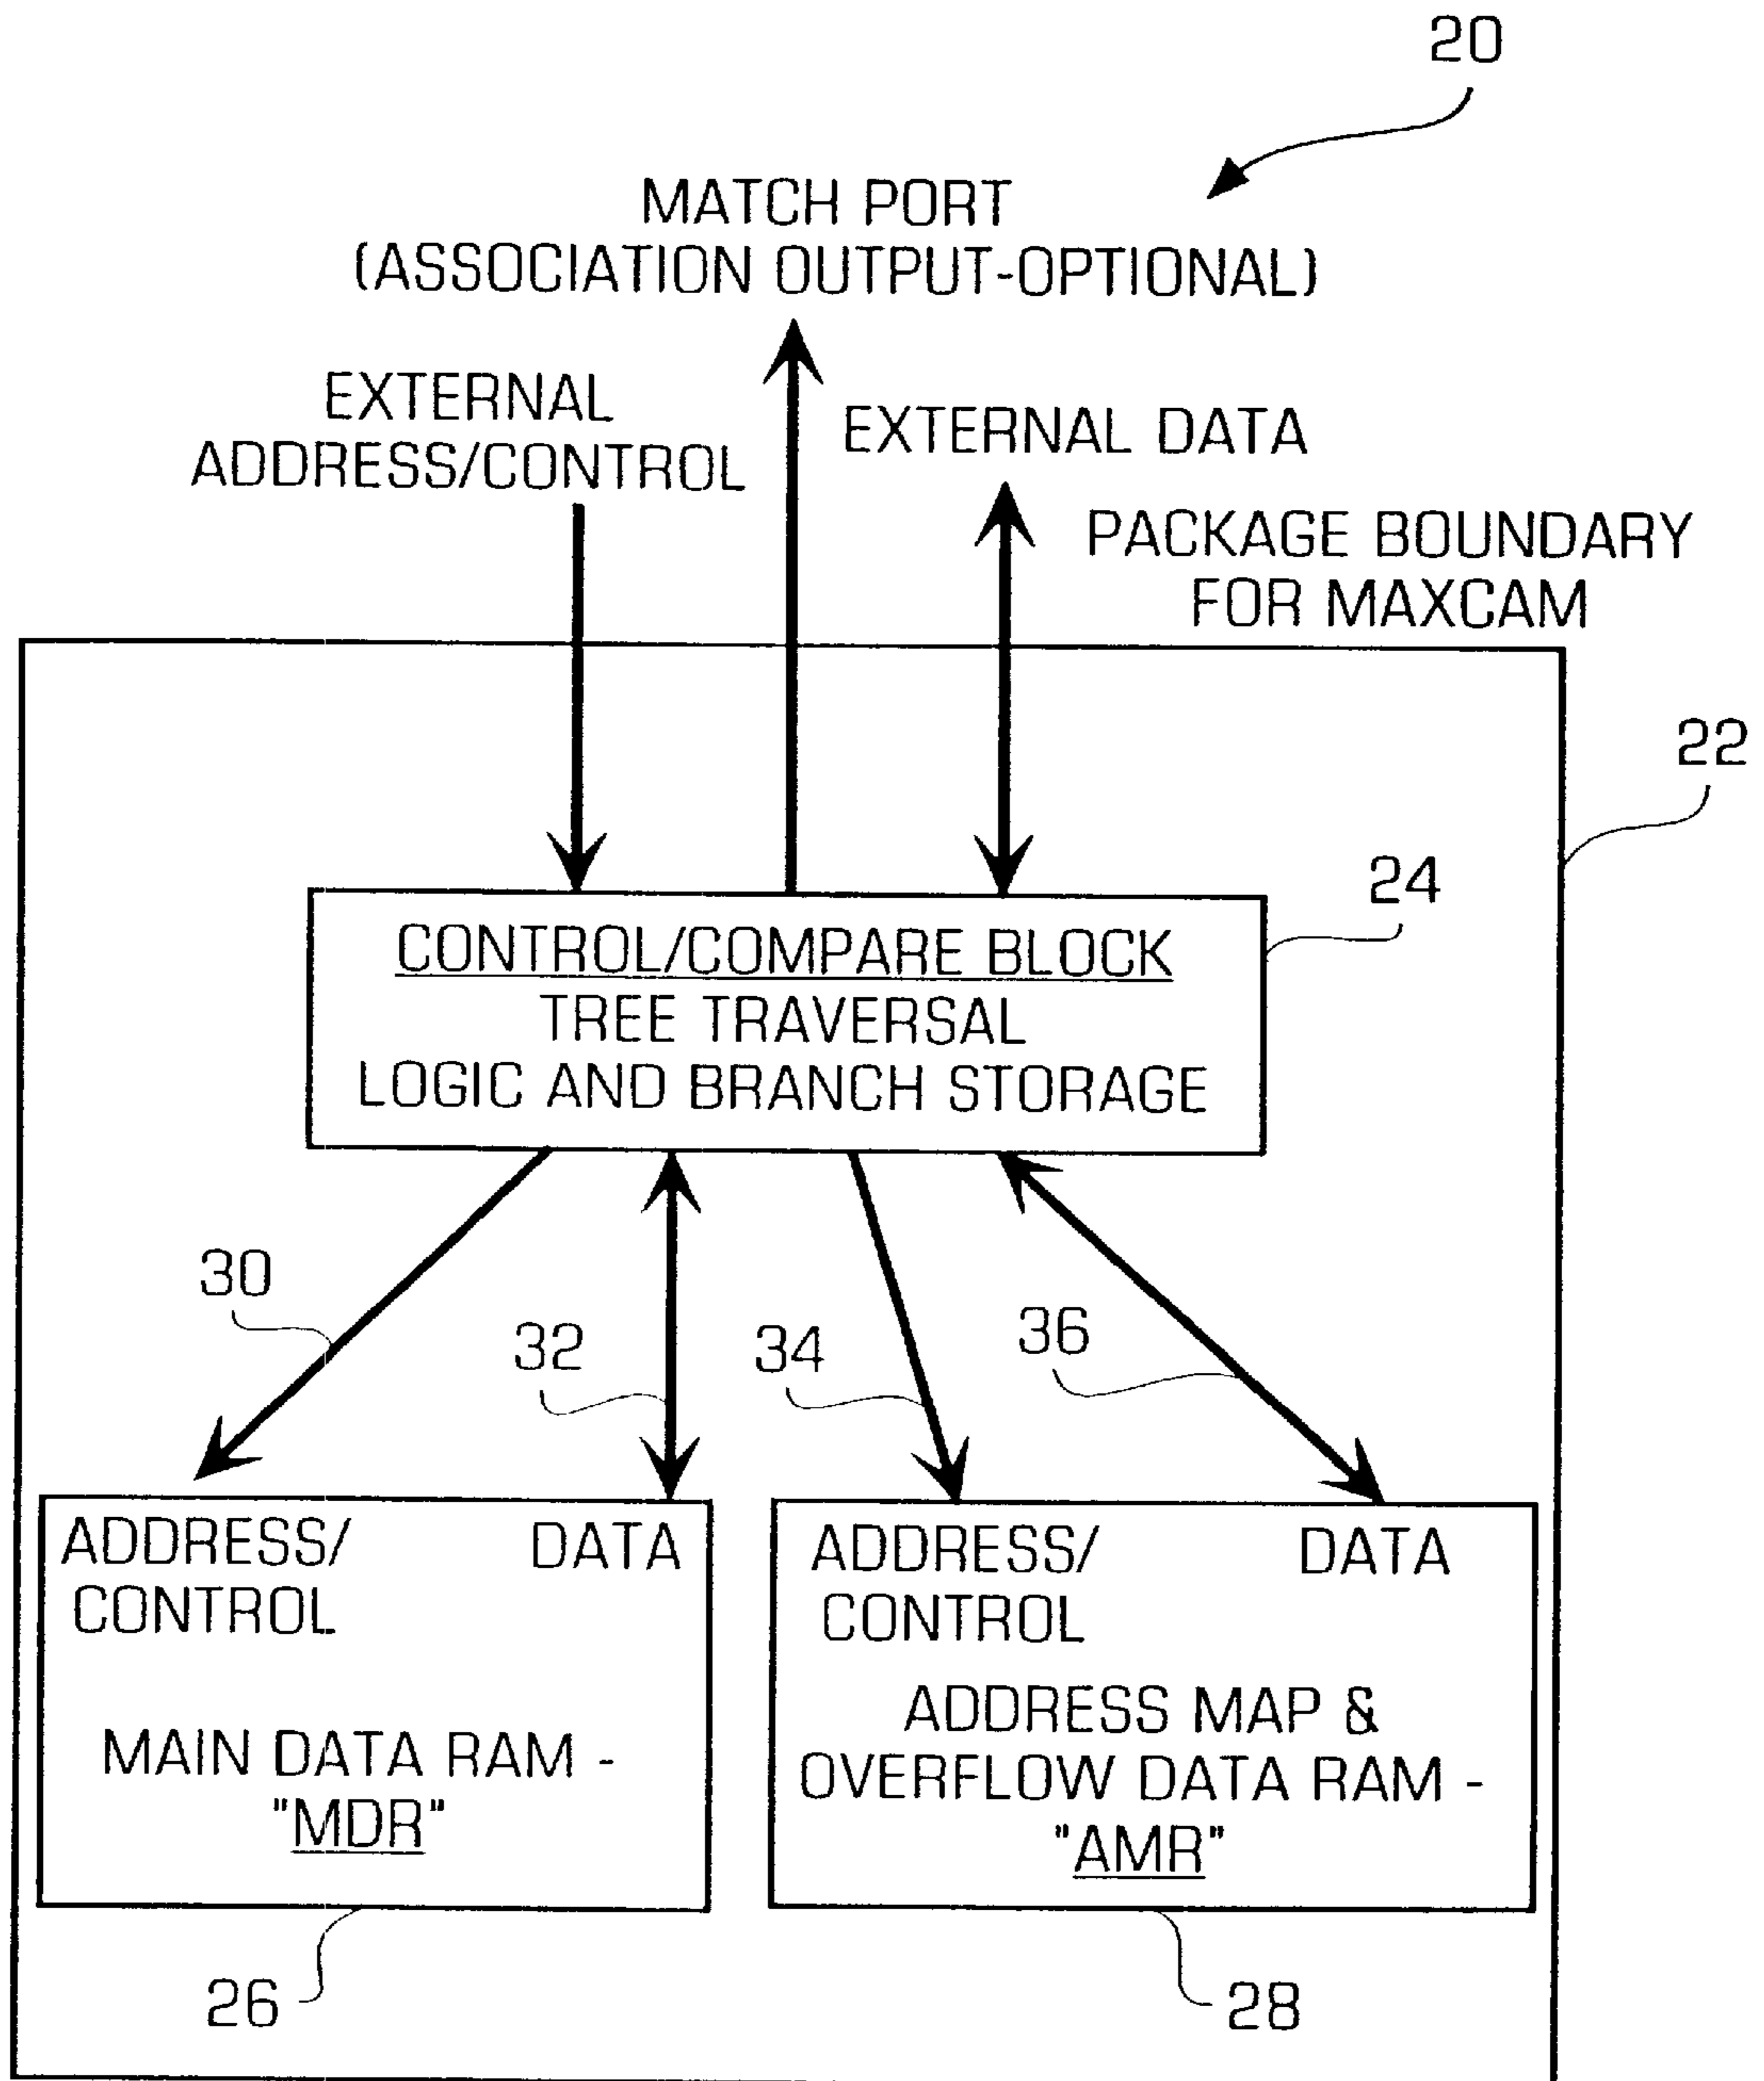 20
MATCH PORT
(ASSOCIATION OUTPUT-OPTIONAL)
EXTERNAL
ADDRESS/CONTROL
EXTERNAL DATA
PACKAGE BOUNDARY
FOR MAXCAM
22
24
CONTROL/COMPARE BLOCK
TREE TRAVERSAL
LOGIC AND BRANCH STORAGE
30
32
34
36
ADDRESS/
CONTROL
DATA
MAIN DATA RAM -
"MDR"
ADDRESS/
CONTROL
DATA
ADDRESS MAP &
OVERFLOW DATA RAM -
"AMR"
26
28